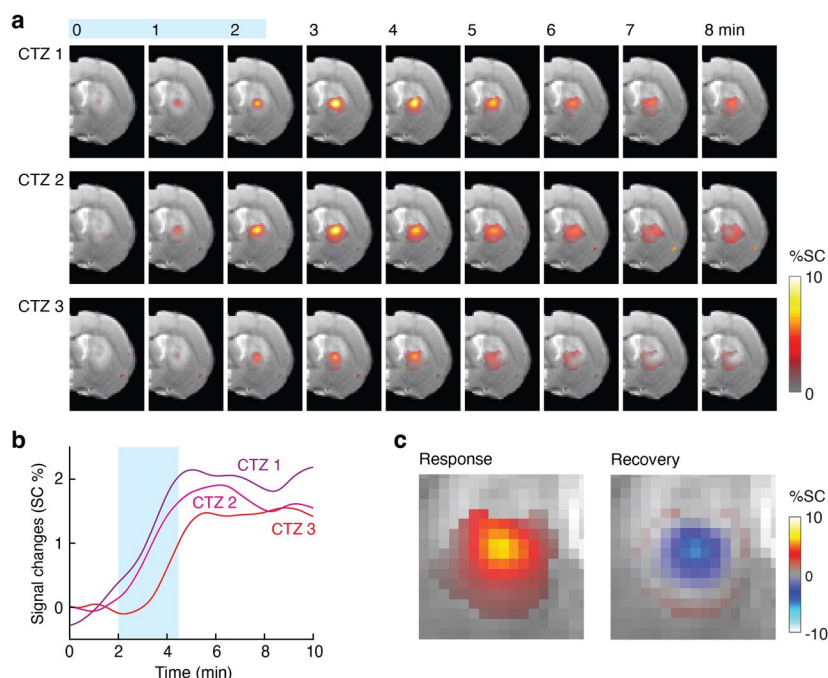 a
0 1 2 3 4 5 6 7 8 min
CTZ 1
CTZ 2
CTZ 3
%SC
10
0
b
Signal changes (SC %)
2
1
0
CTZ 1
CTZ 2
CTZ 3
0 2 4 6 8 10
Time (min)
c
Response
Recovery
%SC
10
0
-10